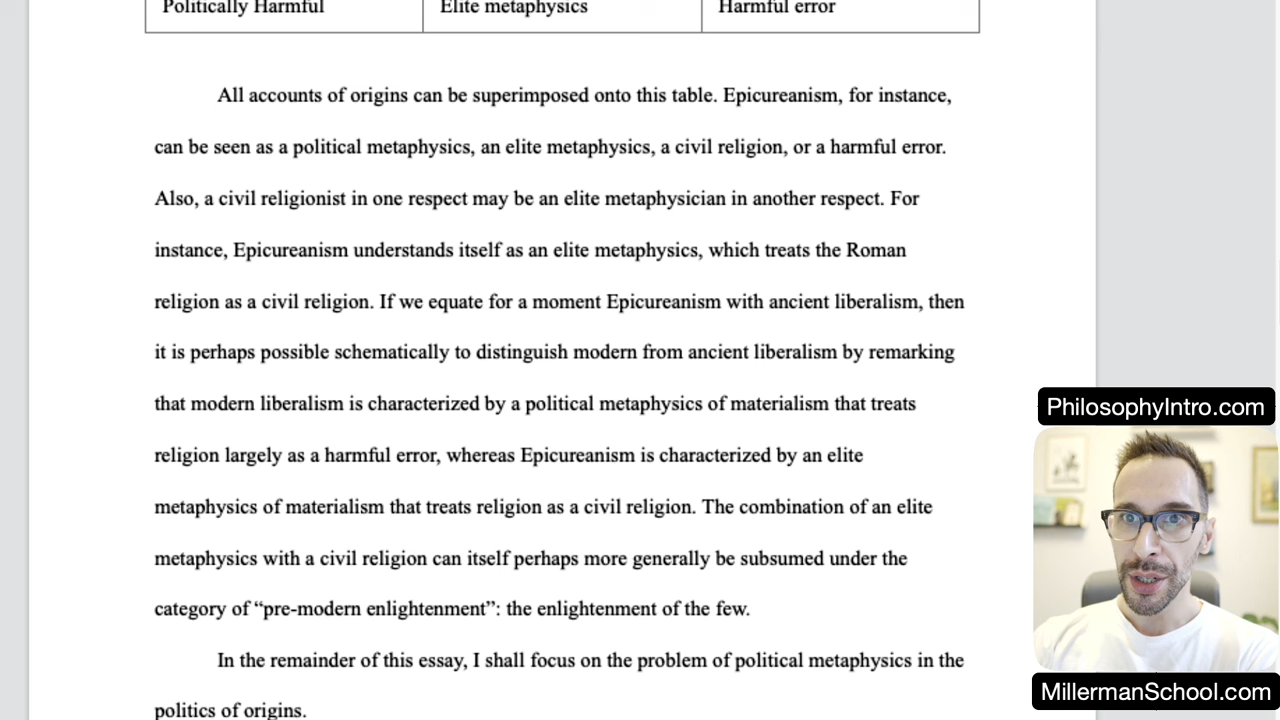 Politically Harmful Elite metaphysics Harmful error
All accounts of origins can be superimposed onto this table. Epicureanism, for instance,
can be seen as a political metaphysics, an elite metaphysics, a civil religion, or a harmful error.
Also, a civil religionist in one respect may be an elite metaphysician in another respect. For
instance, Epicureanism understands itself as an elite metaphysics, which treats the Roman
religion as a civil religion. If we equate for a moment Epicureanism with ancient liberalism, then
it is perhaps possible schematically to distinguish modern from ancient liberalism by remarking
that modern liberalism is characterized by a political metaphysics of materialism that treats
religion largely as a harmful error, whereas Epicureanism is characterized by an elite
metaphysics of materialism that treats religion as a civil religion. The combination of an elite
metaphysics with a civil religion can itself perhaps more generally be subsumed under the
category of “pre-modern enlightenment”: the enlightenment of the few.
In the remainder of this essay, I shall focus on the problem of political metaphysics in the
politics of origins.
PhilosophyIntro.com
MillermanSchool.com